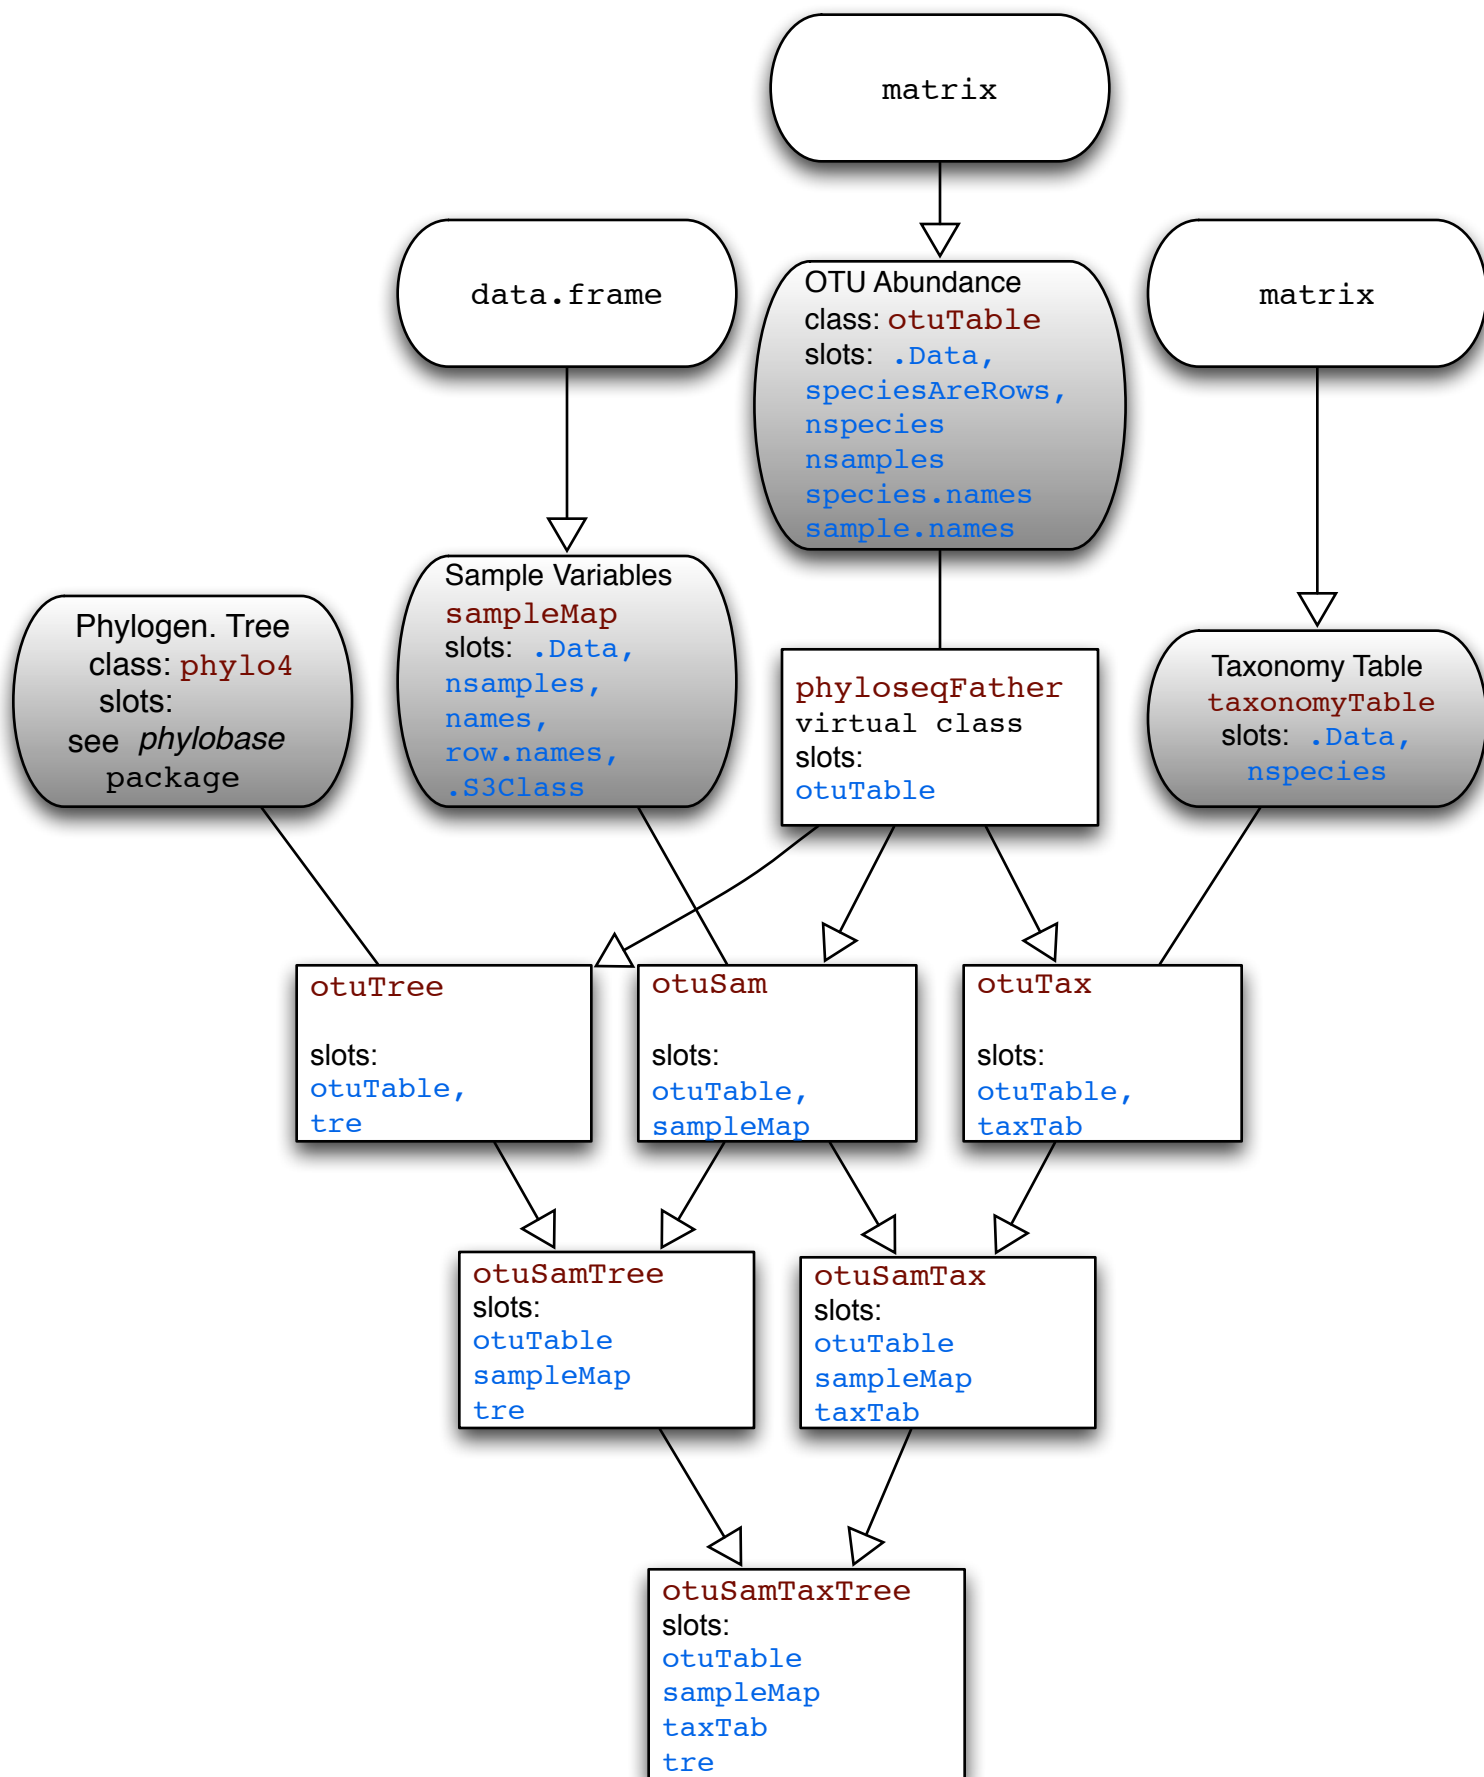 matrix
data.frame
OTU Abundance
class: otuTable
slots: .Data,
speciesAreRows,
nspecies
nsamples
species.names
sample.names
matrix
Phylogen. Tree
class: phylo4
slots:
see phylobase
package
Sample Variables
sampleMap
slots: .Data,
nsamples,
names,
row.names,
.S3Class
phyloseqFather
virtual class
slots:
otuTable
Taxonomy Table
taxonomyTable
slots: .Data,
nspecies
otuTree
slots:
otuTable,
tre
otuSam
slots:
otuTable,
sampleMap
otuTax
slots:
otuTable,
taxTab
otuSamTree
slots:
otuTable
sampleMap
tre
otuSamTax
slots:
otuTable
sampleMap
taxTab
otuSamTaxTree
slots:
otuTable
sampleMap
taxTab
tre